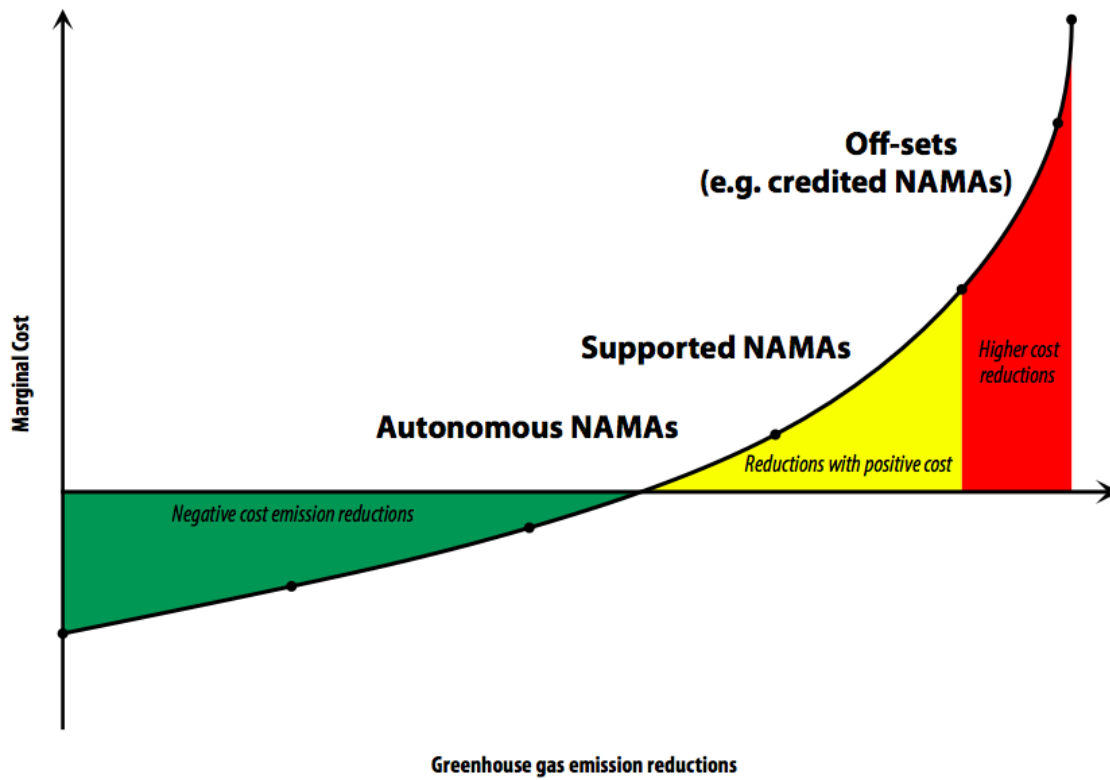 Off-sets
(e.g. credited NAMAs)
Supported NAMAs
Higher cost
reductions
Autonomous NAMAs
Reductions with positive cost
Negative cost emission reductions
Marginal Cost
Greenhouse gas emission reductions